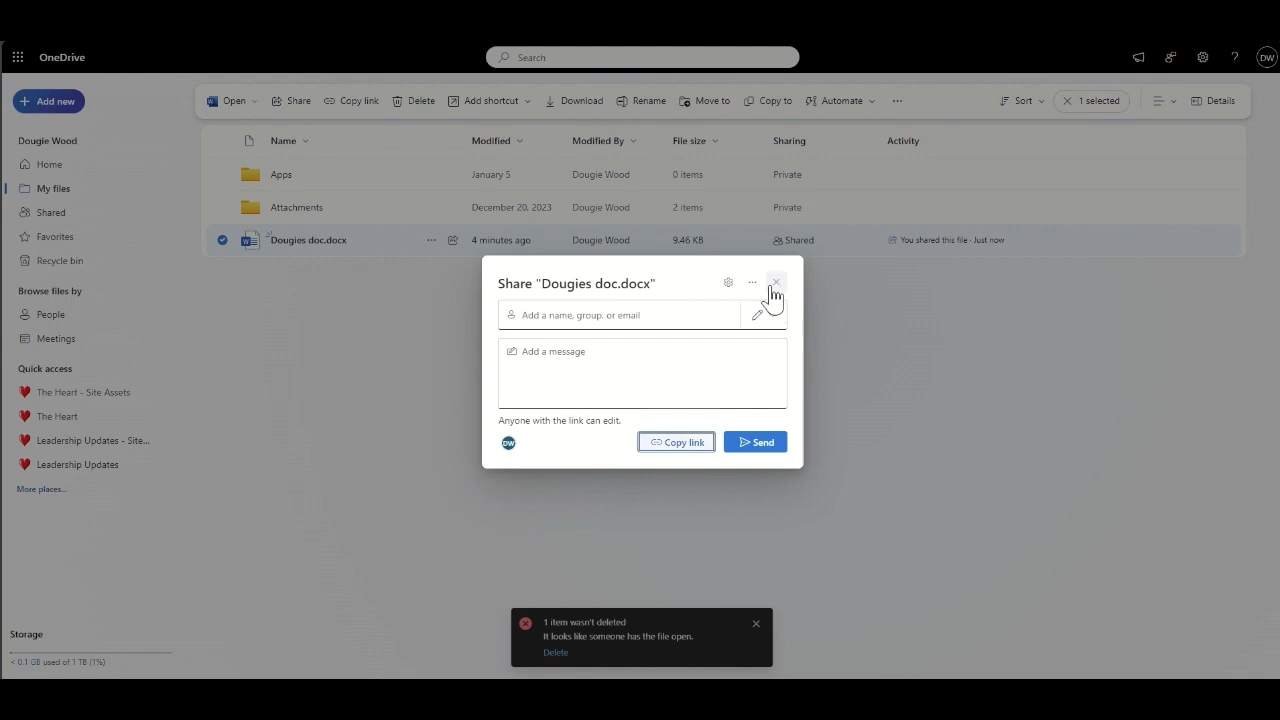 OneDrive
Search
DW
Add new
Open
Share
Copy link
Delete
Add shortcut
Download
Rename
Move to
Copy to
Automate
Sort
1 selected
Details
Dougie Wood
Home
My files
Shared
Favorites
Recycle bin
Browse files by
People
Meetings
Quick access
The Heart - Site Assets
The Heart
Leadership Updates - Site...
Leadership Updates
More places...
Storage
< 0.1 GB used of 1 TB (1%)
Name Modified Modified By File size Sharing Activity
Apps January 5 Dougie Wood 0 items Private
Attachments December 20, 2023 Dougie Wood 2 items Private
Dougies doc.docx 4 minutes ago Dougie Wood 9.46 KB Shared You shared this file · Just now
Share "Dougies doc.docx"
Add a name, group, or email
Add a message
Anyone with the link can edit.
DW
Copy link
Send
1 item wasn't deleted
It looks like someone has the file open.
Delete